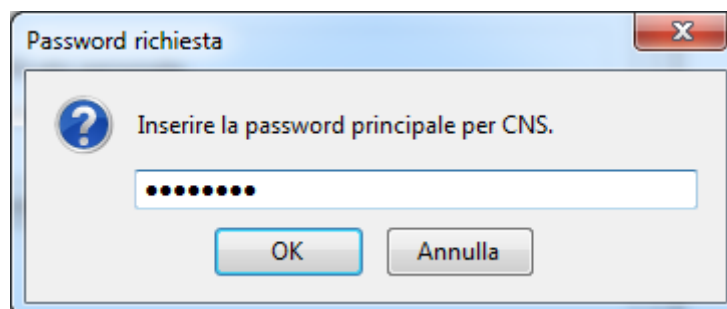 Password richiesta
Inserire la password principale per CNS.
●●●●●●●●
OK
Annulla